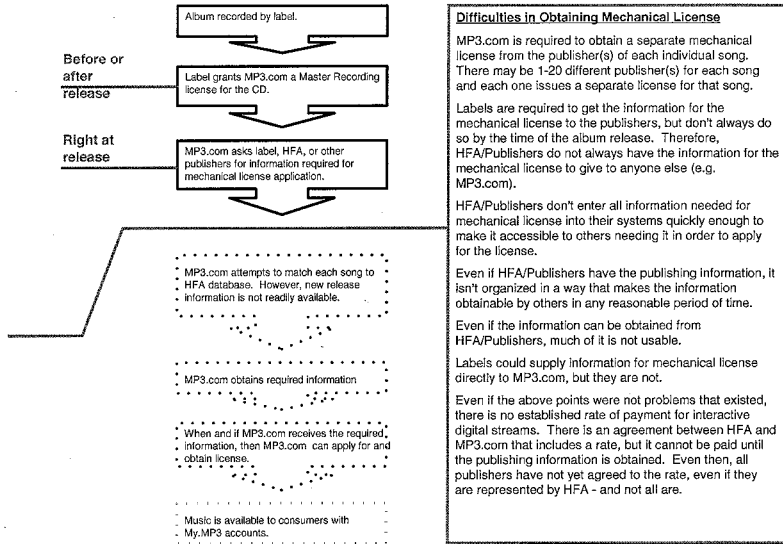 Album recorded by label.
Before or
after
release
Label grants MP3.com a Master Recording
license for the CD.
Right at
release
MP3.com asks label, HFA, or other
publishers for information required for
mechanical license application.
MP3.com attempts to match each song to
HFA database. However, new release
information is not readily available.
MP3.com obtains required information
When and if MP3.com receives the required
information, then MP3.com can apply for and
obtain license.
Music is available to consumers with
My.MP3 accounts.
Difficulties in Obtaining Mechanical License
MP3.com is required to obtain a separate mechanical
license from the publisher(s) of each individual song.
There may be 1-20 different publisher(s) for each song
and each one issues a separate license for that song.
Labels are required to get the information for the
mechanical license to the publishers, but don't always do
so by the time of the album release. Therefore,
HFA/Publishers do not always have the information for the
mechanical license to give to anyone else (e.g.
MP3.com).
HFA/Publishers don't enter all information needed for
mechanical license into their systems quickly enough to
make it accessible to others needing it in order to apply
for the license.
Even if HFA/Publishers have the publishing information, it
isn't organized in a way that makes the information
obtainable by others in any reasonable period of time.
Even if the information can be obtained from
HFA/Publishers, much of it is not usable.
Labels could supply information for mechanical license
directly to MP3.com, but they are not.
Even if the above points were not problems that existed,
there is no established rate of payment for interactive
digital streams. There is an agreement between HFA and
MP3.com that includes a rate, but it cannot be paid until
the publishing information is obtained. Even then, all
publishers have not yet agreed to the rate, even if they
are represented by HFA - and not all are.